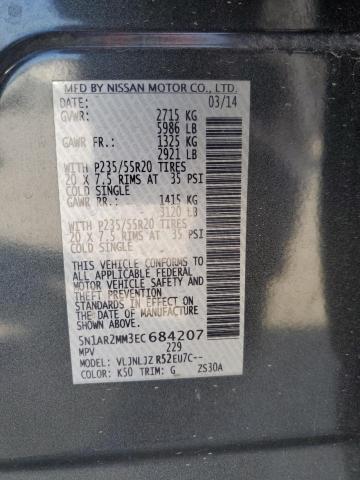 MFD BY NISSAN MOTOR CO., LTD.
DATE: 03/14
GVWR: 2715 KG
5986 LB
GAWR FR.: 1325 KG
2921 LB
WITH P235/55R20 TIRES
20 X 7.5 RIMS AT 35 PSI
COLD SINGLE
GAWR RR.: 1415 KG
3120 LB
WITH P235/55R20 TIRES
20 X 7.5 RIMS AT 35 PSI
COLD SINGLE
THIS VEHICLE CONFORMS TO
ALL APPLICABLE FEDERAL
MOTOR VEHICLE SAFETY
AND THEFT PREVENTION
STANDARDS IN EFFECT
ON THE DATE OF
MANUFACTURE SHOWN ABOVE.
5N1AR2MM3EC684207
MPV 229
MODEL: VLJNLJZ R52EU7C--
COLOR: K50 TRIM: G_ ZS30A